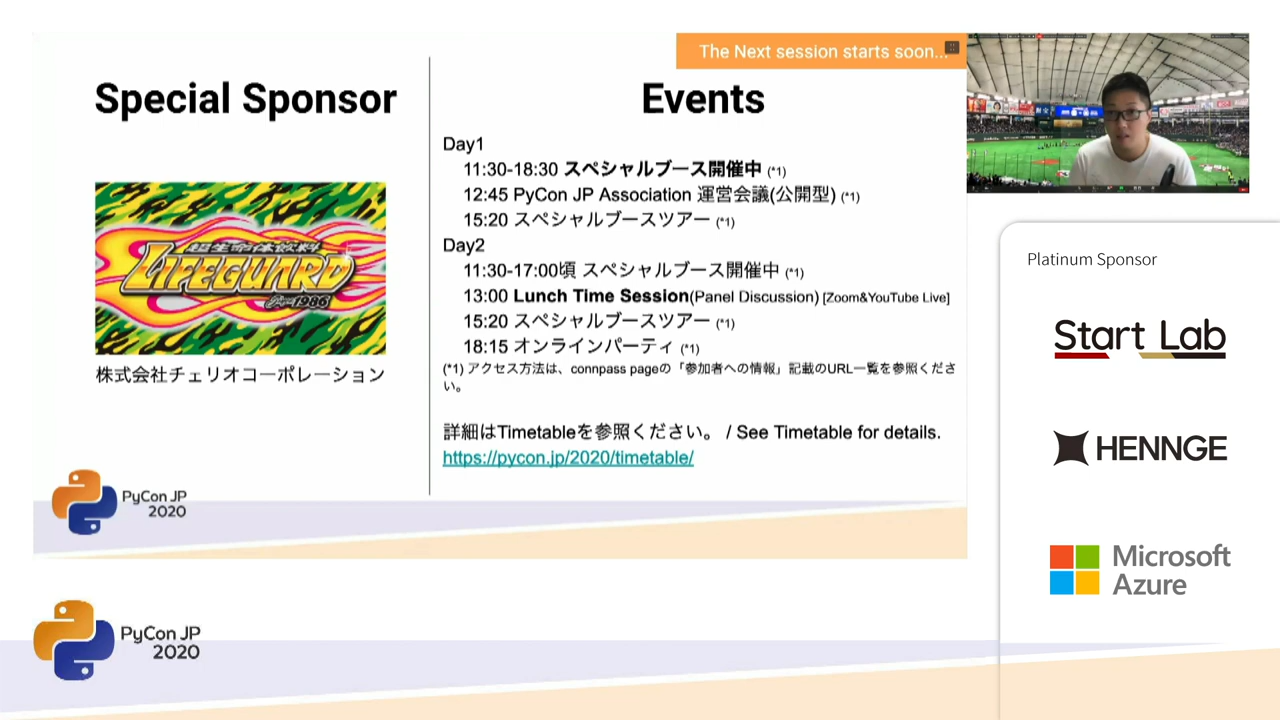 The Next session starts soon...
Special Sponsor
超生命体飲料
LIFEGUARD
Since 1986
株式会社チェリオコーポレーション
PyCon JP
2020
Events
Day1
11:30-18:30 スペシャルブース開催中 (*1)
12:45 PyCon JP Association 運営会議(公開型) (*1)
15:20 スペシャルブースツアー (*1)
Day2
11:30-17:00頃 スペシャルブース開催中 (*1)
13:00 Lunch Time Session(Panel Discussion) [Zoom&YouTube Live]
15:20 スペシャルブースツアー (*1)
18:15 オンラインパーティ (*1)
(*1) アクセス方法は、connpass pageの「参加者への情報」記載のURL一覧を参照くださ
い。
詳細はTimetableを参照ください。 / See Timetable for details.
https://pycon.jp/2020/timetable/
Platinum Sponsor
Start Lab
HENNGE
Microsoft
Azure
PyCon JP
2020